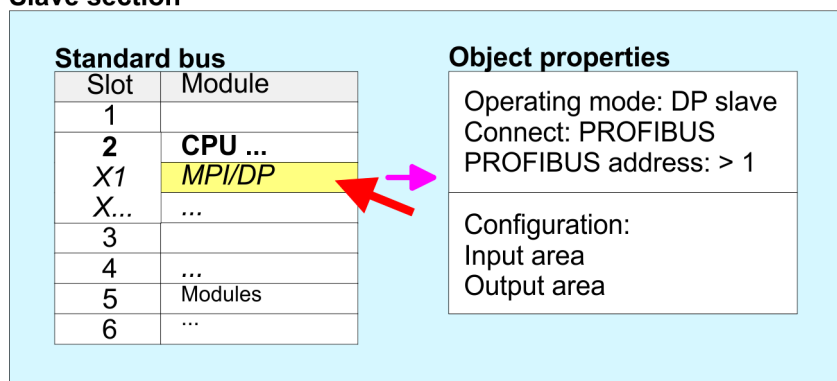 Slave section
Standard bus
Slot Module
1
2 CPU ...
X1 MPI/DP
X... ...
3
4 ...
5 Modules
6 ...
Object properties
Operating mode: DP slave
Connect: PROFIBUS
PROFIBUS address: > 1
Configuration:
Input area
Output area